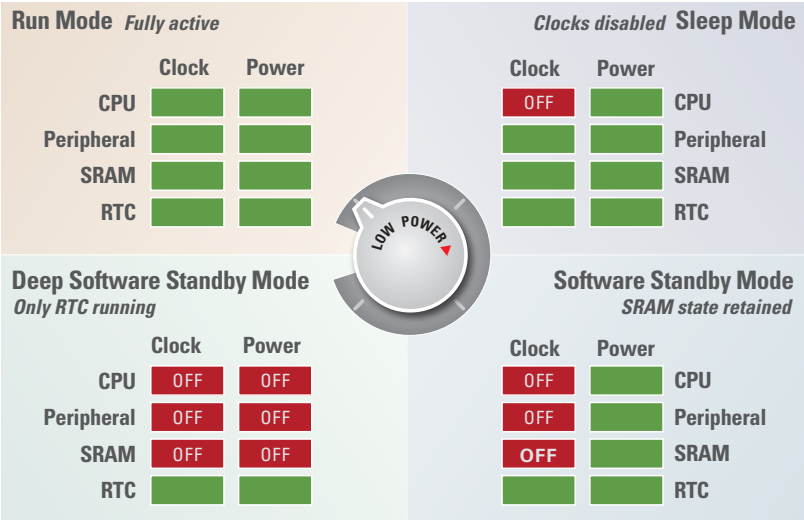 Run Mode Fully active
Clock Power
CPU
Peripheral
SRAM
RTC
Clocks disabled Sleep Mode
Clock Power
OFF CPU
Peripheral
SRAM
RTC
LOW POWER
Deep Software Standby Mode
Only RTC running
Clock Power
CPU OFF OFF
Peripheral OFF OFF
SRAM OFF OFF
RTC
Software Standby Mode
SRAM state retained
Clock Power
OFF CPU
OFF Peripheral
OFF SRAM
RTC